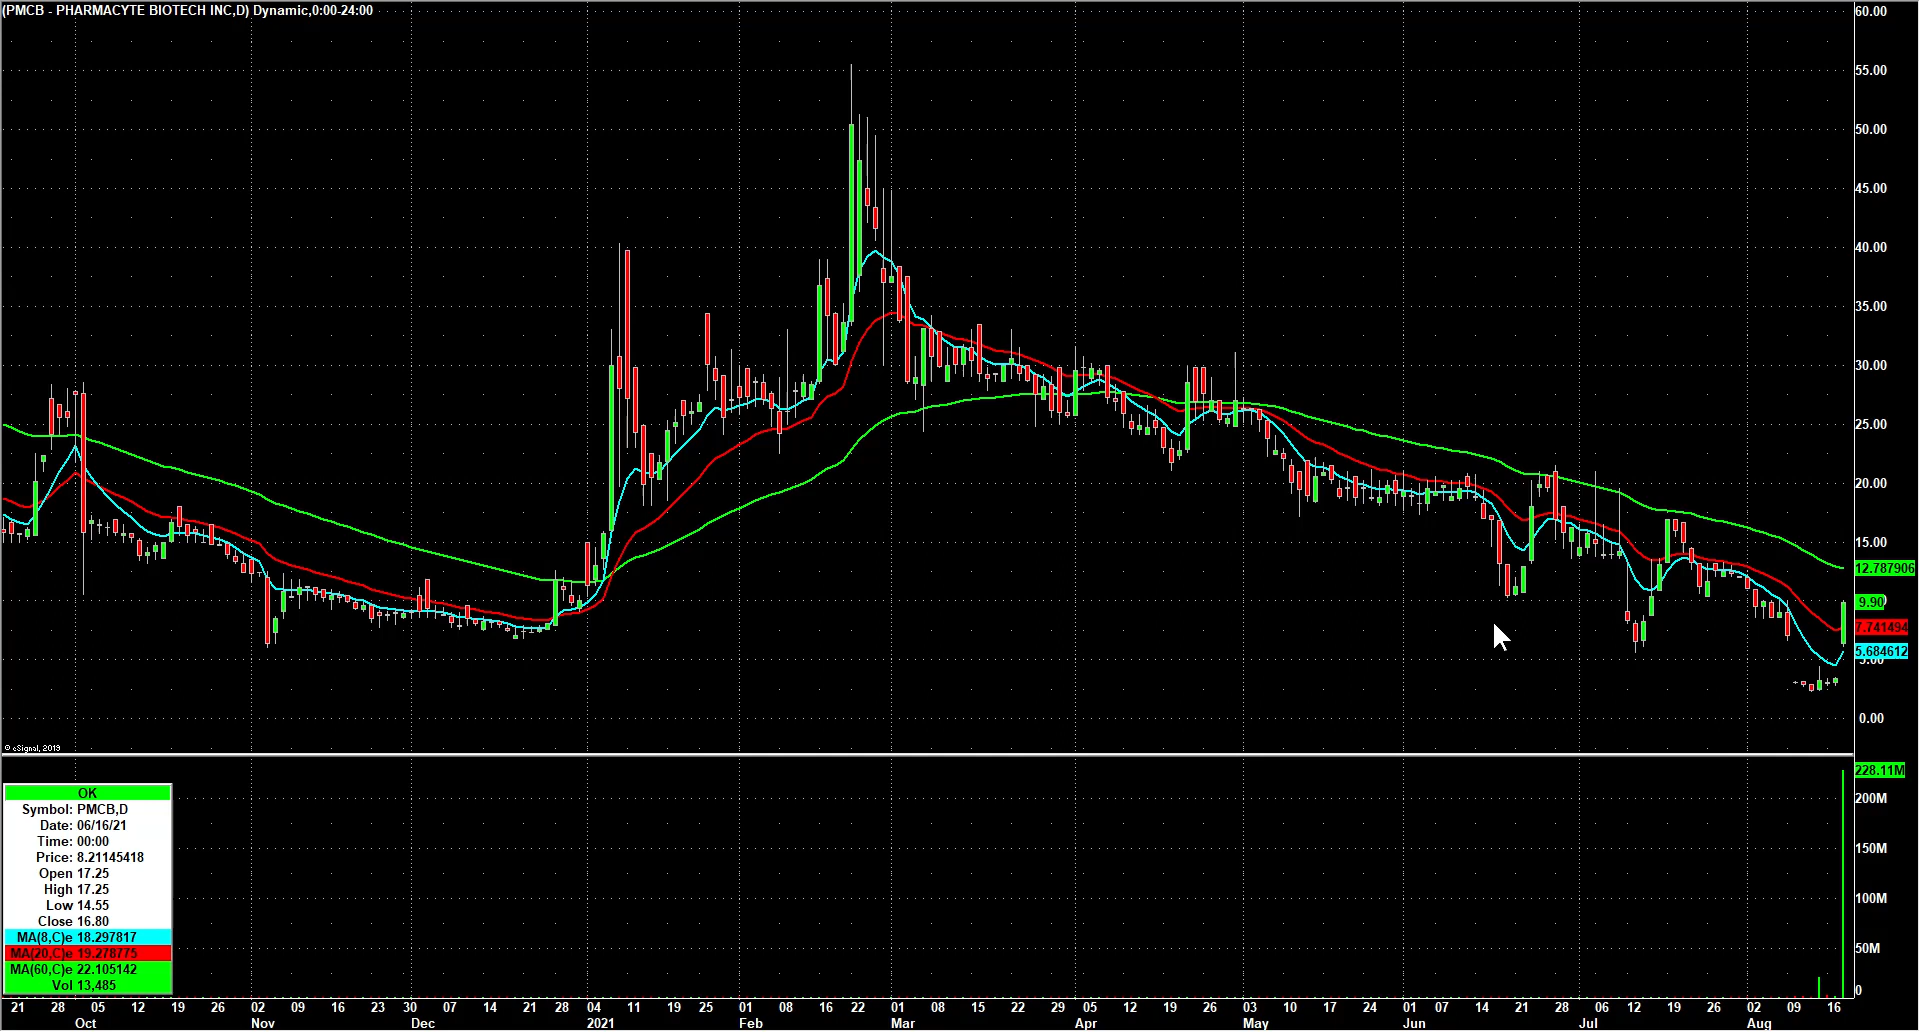 (PMCB - PHARMACYTE BIOTECH INC,D) Dynamic,0:00-24:00
60.00
55.00
50.00
45.00
40.00
35.00
30.00
25.00
20.00
15.00
12.787906
9.90
7.741494
5.684612
5.00
0.00
© eSignal, 2019
228.11M
200M
150M
100M
50M
0
OK
Symbol: PMCB,D
Date: 06/16/21
Time: 00:00
Price: 8.21145418
Open 17.25
High 17.25
Low 14.55
Close 16.80
MA(8,C)e 18.297817
MA(20,C)e 19.278775
MA(60,C)e 22.105142
Vol 13,485
21 28 05 12 19 26 02 09 16 23 30 07 14 21 28 04 11 19 25 01 08 16 22 01 08 15 22 29 05 12 19 26 03 10 17 24 01 07 14 21 28 06 12 19 26 02 09 16
Oct Nov Dec 2021 Feb Mar Apr May Jun Jul Aug